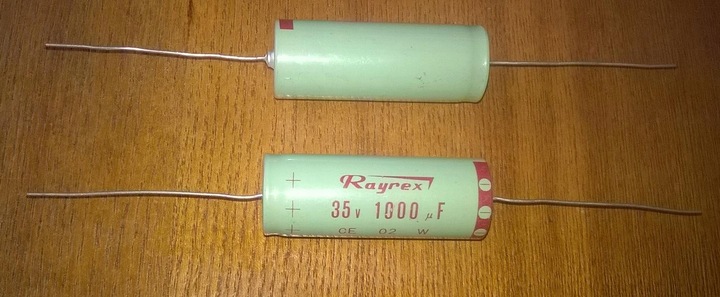 Rayrex
35v 1000 μF
CE 02 W